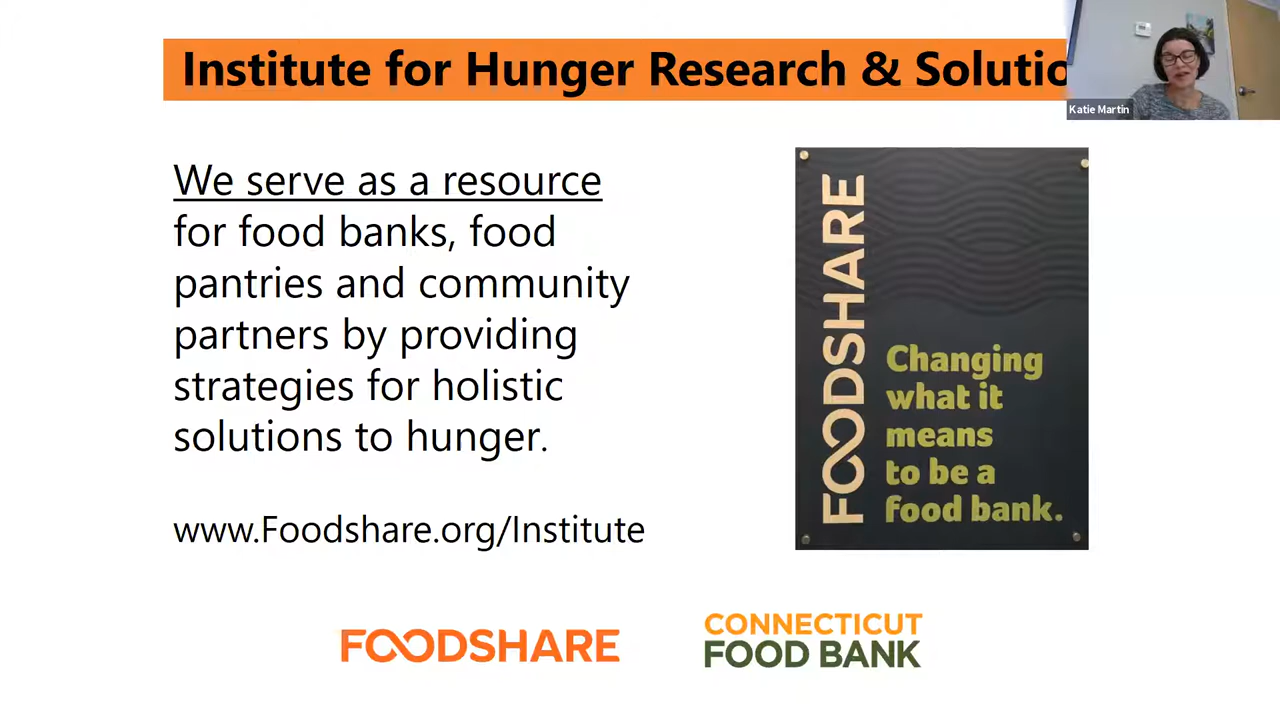 Institute for Hunger Research & Solutio
Katie Martin
We serve as a resource
for food banks, food
pantries and community
partners by providing
strategies for holistic
solutions to hunger.
www.Foodshare.org/Institute
FOODSHARE
Changing
what it
means
to be a
food bank.
FOODSHARE
CONNECTICUT
FOOD BANK